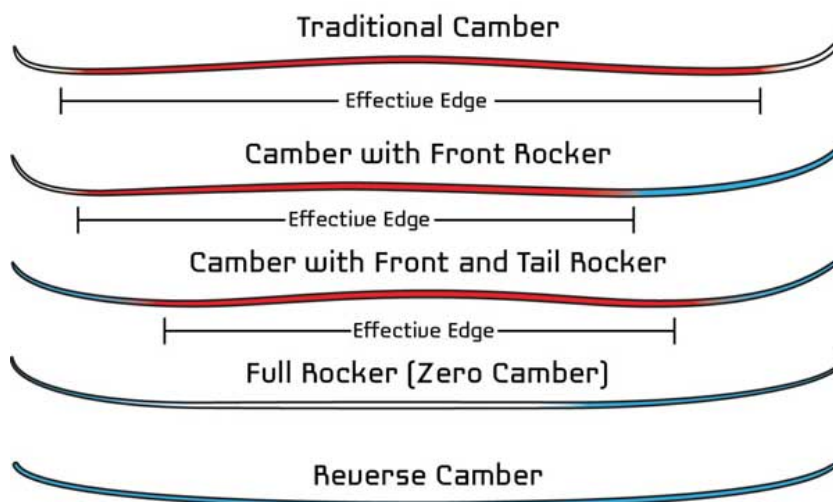 Traditional Camber
Effective Edge
Camber with Front Rocker
Effective Edge
Camber with Front and Tail Rocker
Effective Edge
Full Rocker (Zero Camber)
Reverse Camber